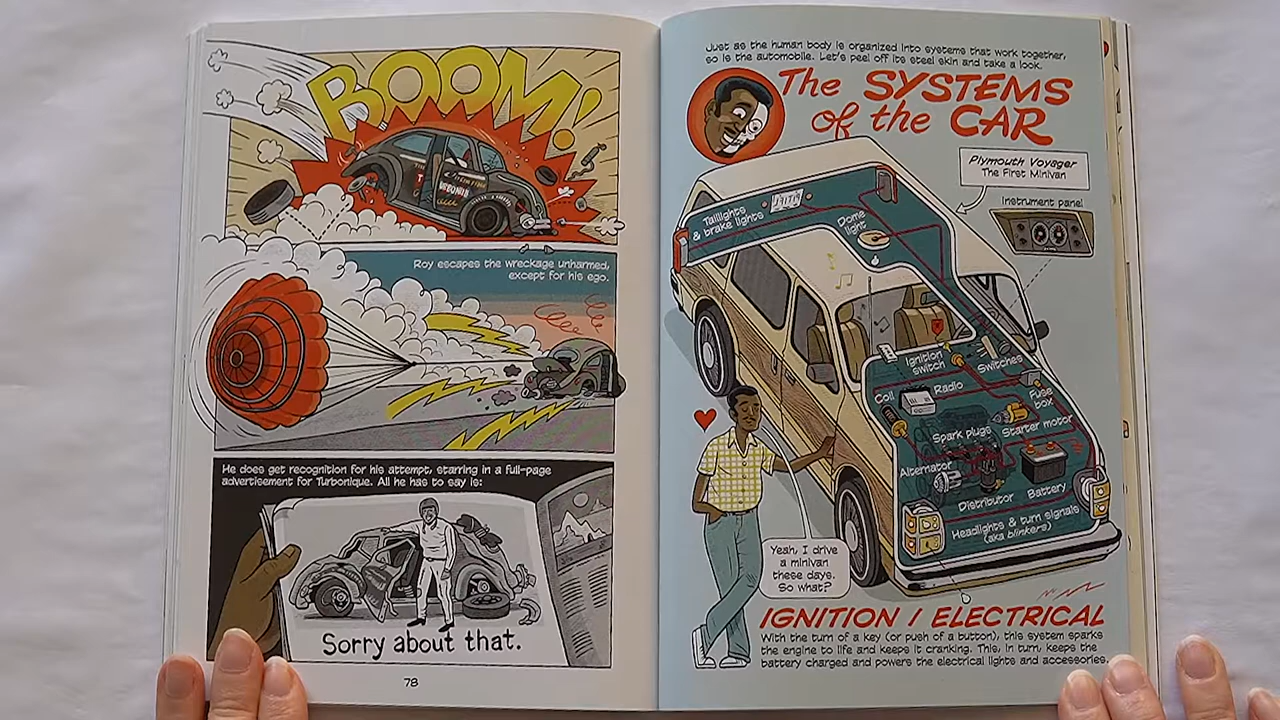 BOOM!
Roy escapes the wreckage unharmed,
except for his ego.
He does get recognition for his attempt, starring in a full-page
advertisement for Turbonique. All he has to say is:
Sorry about that.
78
Just as the human body is organized into systems that work together,
so is the automobile. Let's peel off its steel skin and take a look.
The SYSTEMS
of the CAR
Plymouth Voyager
The First Minivan
Instrument panel
Taillights
& brake lights
Dome
light
Ignition
switch
Switches
Coil
Radio
Fuse
box
Spark plugs
Starter motor
Alternator
Distributor
Battery
Headlights & turn signals
(aka blinkers)
Yeah, I drive
a minivan
these days.
So what?
IGNITION / ELECTRICAL
With the turn of a key (or push of a button), this system sparks
the engine to life and keeps it cranking. This, in turn, keeps the
battery charged and powers the electrical lights and accessories.